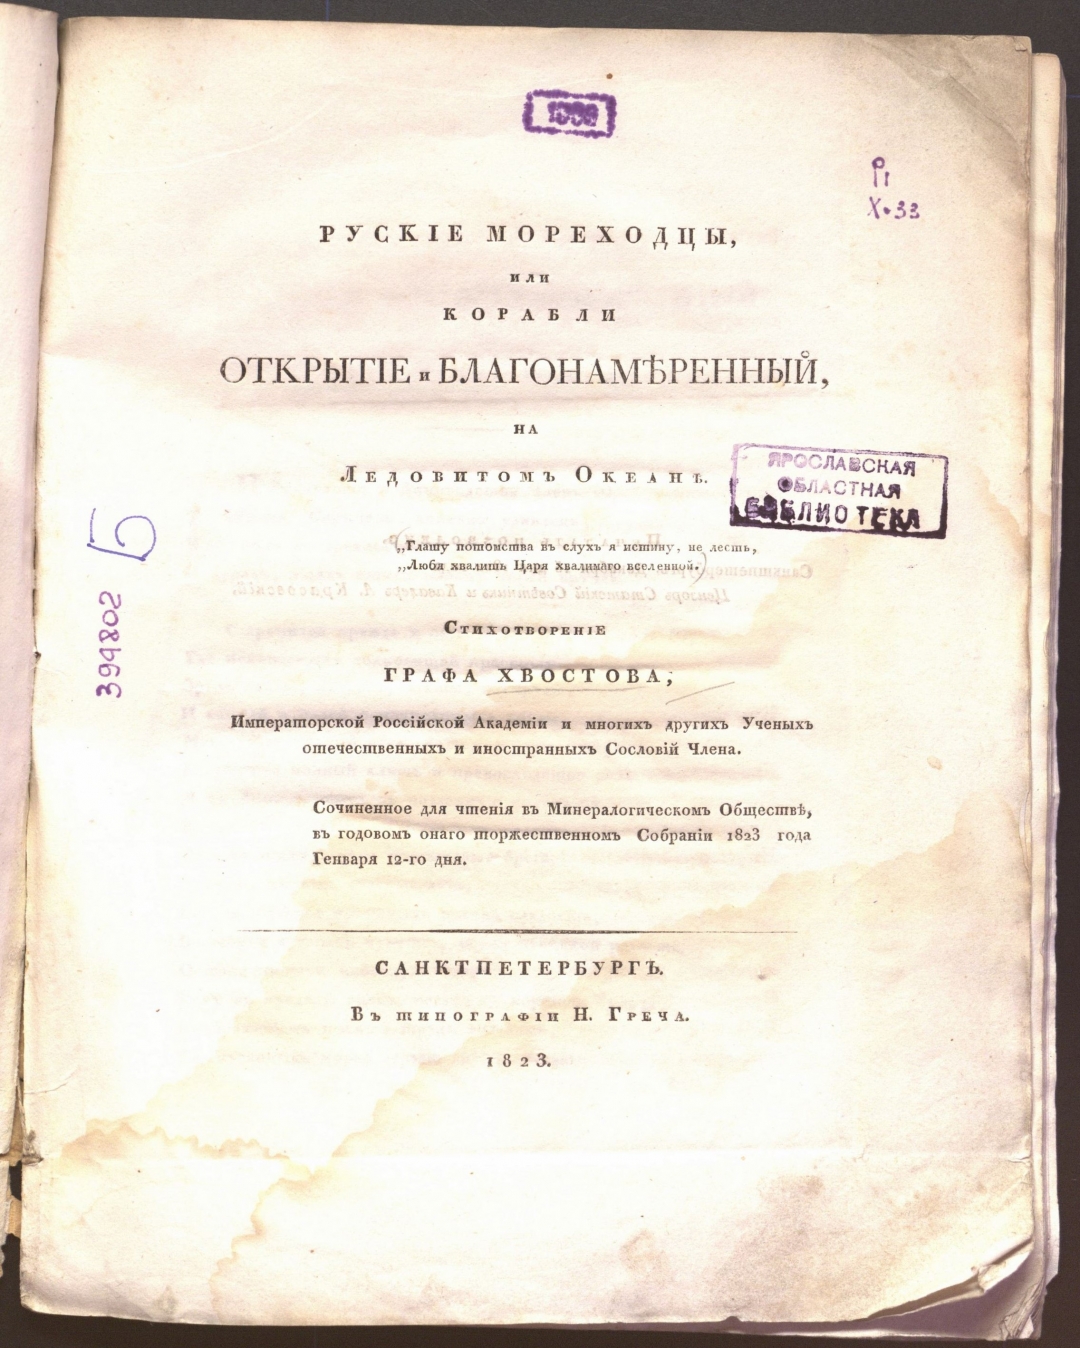 Р1
Х.33
РУСКІЕ МОРЕХОДЦЫ,
ИЛИ
КОРАБЛИ
ОТКРЫТІЕ и БЛАГОНАМѢРЕННЫЙ,
НА
ЛЕДОВИТОМЪ ОКЕАНѢ.
ЯРОСЛАВСКАЯ
ОБЛАСТНАЯ
БИБЛИОТЕКА
Б
399802
„Глашу потомства въ слухъ я истину, не лесть,
„Любя хвалить Царя хвалимаго вселенной.
СТИХОТВОРЕНІЕ
ГРАФА ХВОСТОВА,
Императорской Россійской Академіи и многихъ другихъ Ученыхъ
отечественныхъ и иностранныхъ Сословій Члена.
Сочиненное для чтенія въ Минералогическомъ Обществѣ,
въ годовомъ онаго торжественномъ Собраніи 1823 года
Генваря 12-го дня.
САНКТПЕТЕРБУРГЪ.
ВЪ ТИПОГРАФІИ Н. ГРЕЧА.
1823.